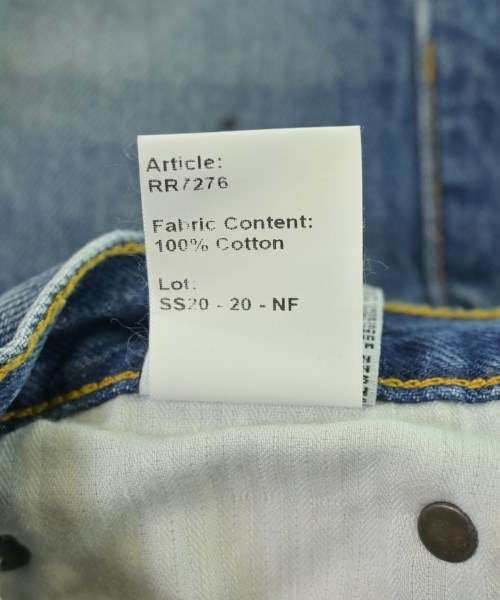 Article:
RR7276
Fabric Content:
100% Cotton
Lot:
SS20 - 20 - NF